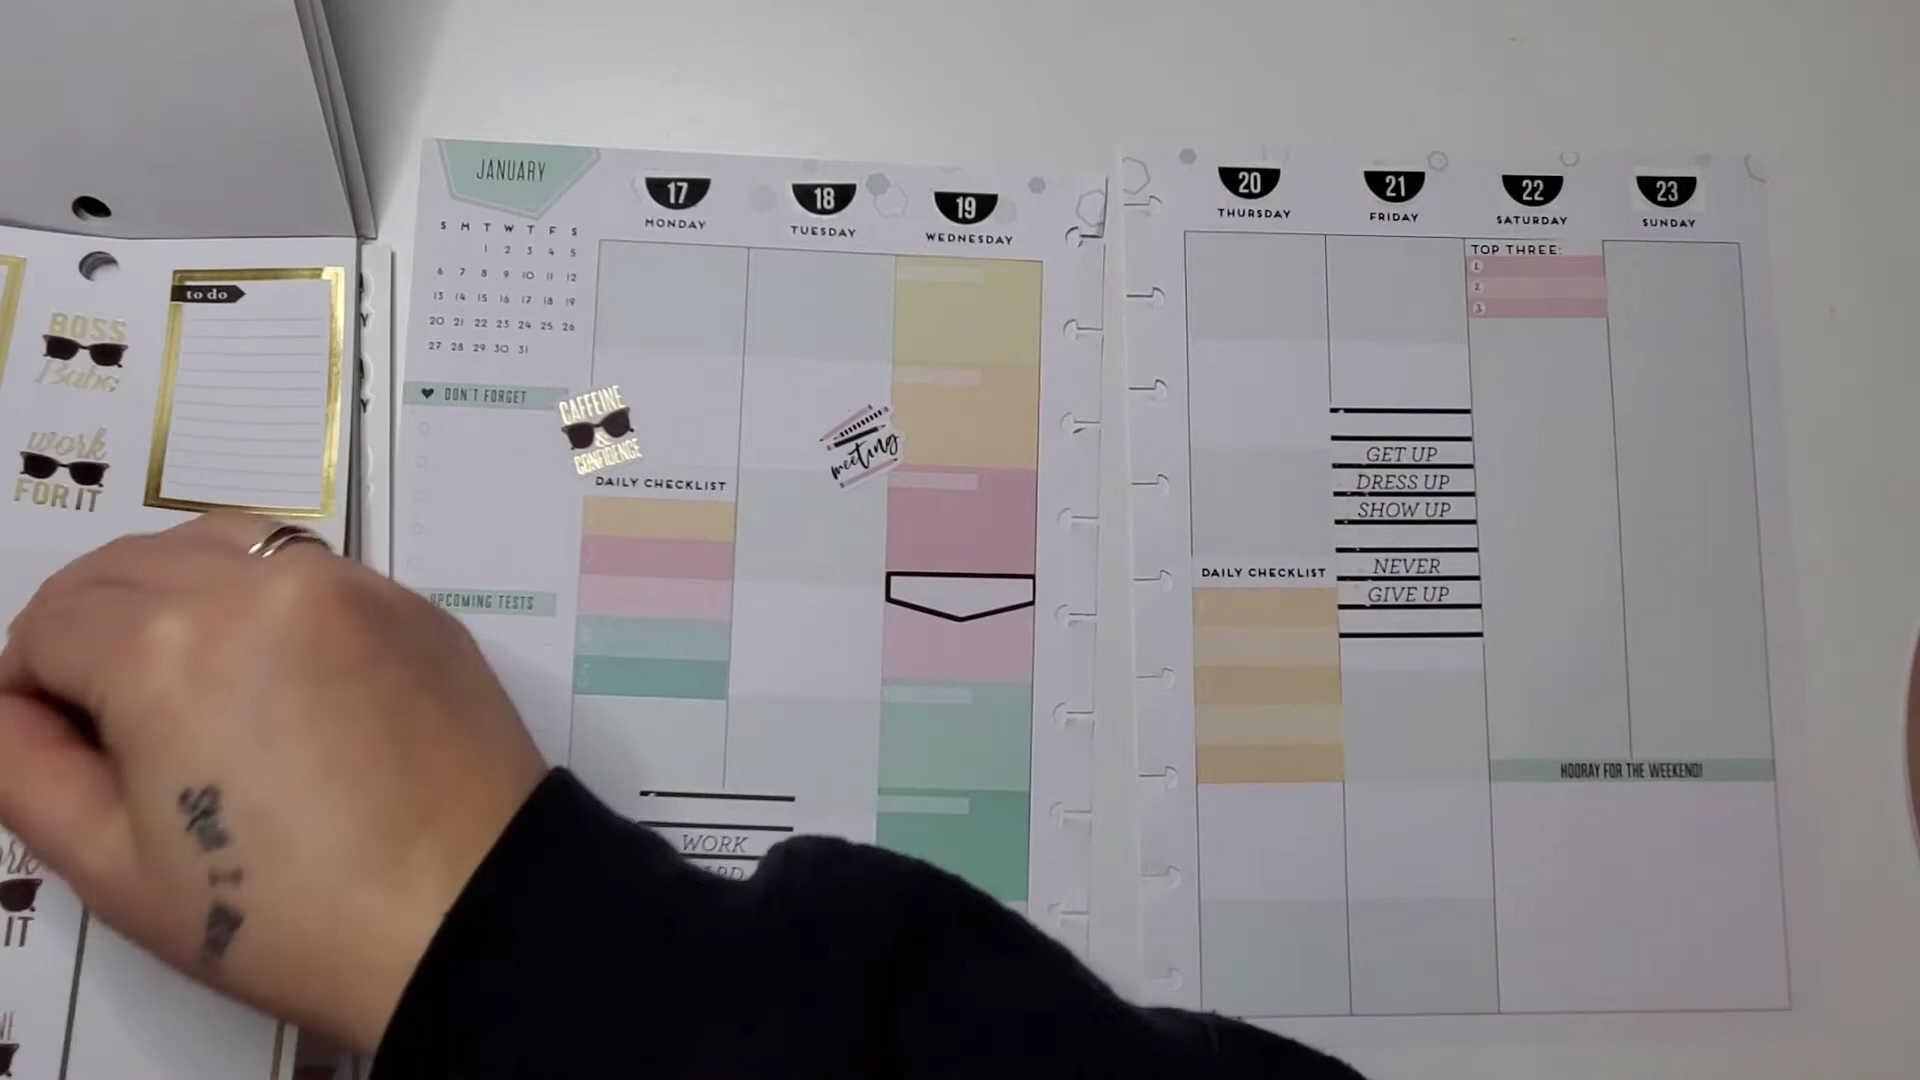 JANUARY
S M T W T F S
1 2 3 4 5
6 7 8 9 10 11 12
13 14 15 16 17 18 19
20 21 22 23 24 25 26
27 28 29 30 31
DON'T FORGET
UPCOMING TESTS
17
MONDAY
18
TUESDAY
19
WEDNESDAY
CAFFEINE
&
CONFIDENCE
DAILY CHECKLIST
WORK
meeting
20
THURSDAY
21
FRIDAY
22
SATURDAY
23
SUNDAY
TOP THREE:
1
2
3
GET UP
DRESS UP
SHOW UP
NEVER
GIVE UP
DAILY CHECKLIST
HOORAY FOR THE WEEKEND!
BOSS
Babe
work
FOR IT
to do
IT